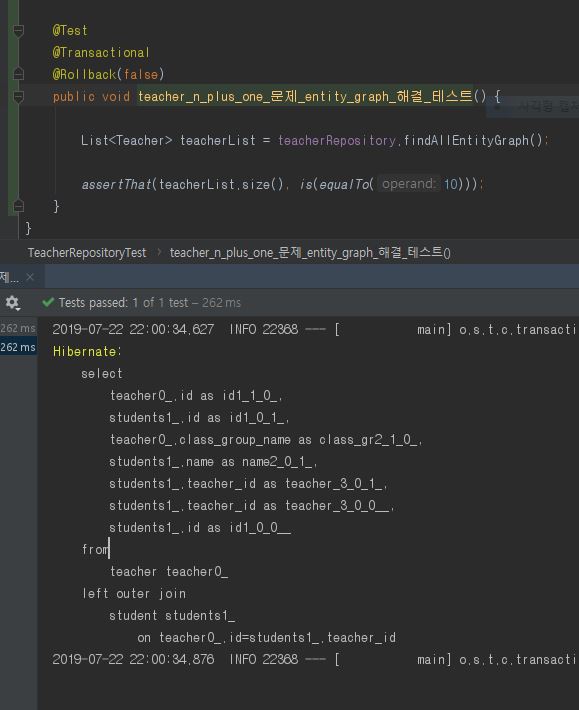 @Test
@Transactional
@Rollback(false)
public void teacher_n_plus_one_문제_entity_graph_해결_테스트() {
List<Teacher> teacherList = teacherRepository.findAllEntityGraph();
assertThat(teacherList.size(), is(equalTo( operand: 10)));
}
}
TeacherRepositoryTest > teacher_n_plus_one_문제_entity_graph_해결_테스트()
제... ×
Tests passed: 1 of 1 test – 262 ms
262 ms 2019-07-22 22:00:34.627 INFO 22368 --- [ main] o.s.t.c.transacti
262 ms Hibernate:
select
teacher0_.id as id1_1_0_,
students1_.id as id1_0_1_,
teacher0_.class_group_name as class_gr2_1_0_,
students1_.name as name2_0_1_,
students1_.teacher_id as teacher_3_0_1_,
students1_.teacher_id as teacher_3_0_0__,
students1_.id as id1_0_0__
from
teacher teacher0_
left outer join
student students1_
on teacher0_.id=students1_.teacher_id
2019-07-22 22:00:34.876 INFO 22368 --- [ main] o.s.t.c.transacti